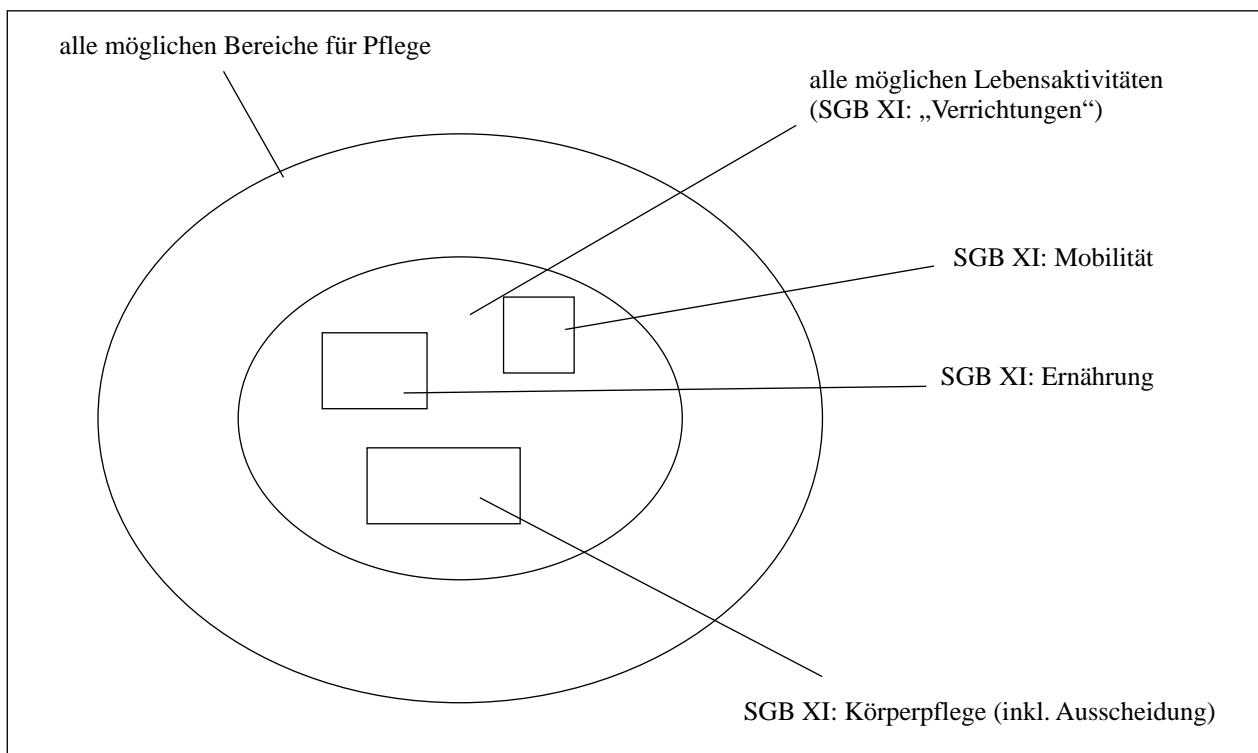 alle möglichen Bereiche für Pflege
alle möglichen Lebensaktivitäten
(SGB XI: „Verrichtungen“)
SGB XI: Mobilität
SGB XI: Ernährung
SGB XI: Körperpflege (inkl. Ausscheidung)